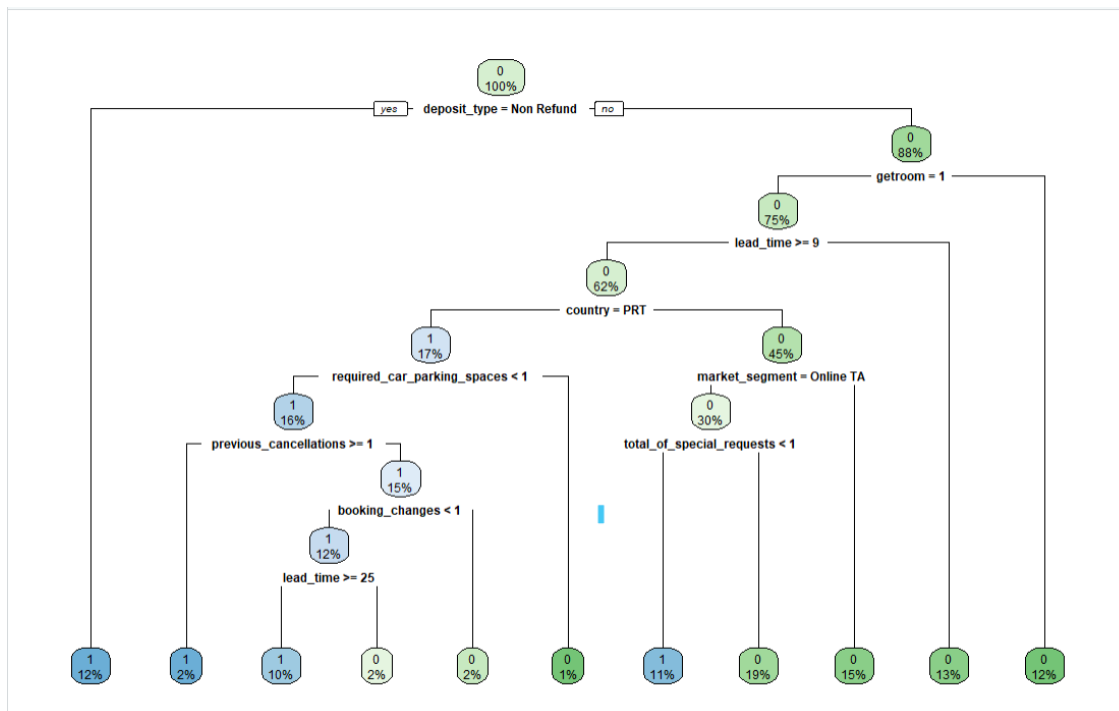 0
100%
yes deposit_type = Non Refund no
0
88%
getroom = 1
0
75%
lead_time >= 9
0
62%
country = PRT
1
17%
0
45%
required_car_parking_spaces < 1
market_segment = Online TA
1
16%
0
30%
previous_cancellations >= 1
total_of_special_requests < 1
1
15%
booking_changes < 1
1
12%
lead_time >= 25
1 1 1 0 0 0 1 0 0 0 0
12% 2% 10% 2% 2% 1% 11% 19% 15% 13% 12%